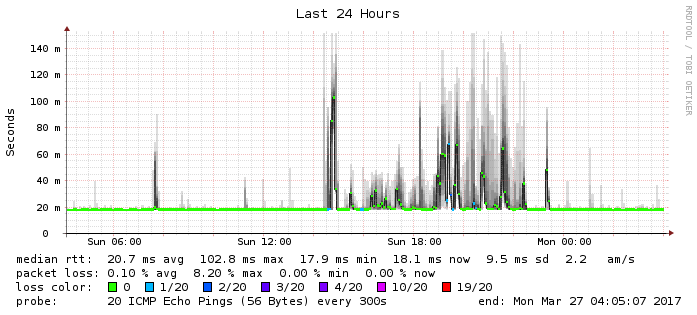 Last 24 Hours
RRDTOOL / TOBI OETIKER
Seconds
140 m
120 m
100 m
80 m
60 m
40 m
20 m
0
Sun 06:00 Sun 12:00 Sun 18:00 Mon 00:00
median rtt: 20.7 ms avg 102.8 ms max 17.9 ms min 18.1 ms now 9.5 ms sd 2.2 am/s
packet loss: 0.10 % avg 8.20 % max 0.00 % min 0.00 % now
loss color: 0 1/20 2/20 3/20 4/20 10/20 19/20
probe: 20 ICMP Echo Pings (56 Bytes) every 300s end: Mon Mar 27 04:05:07 2017